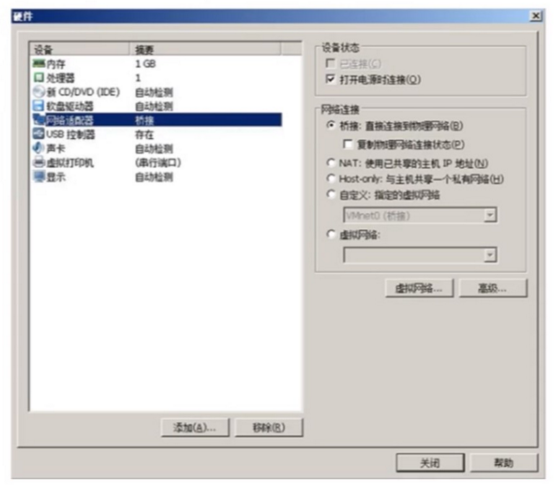 硬件
设备 摘要
内存 1 GB
处理器 1
新 CD/DVD (IDE) 自动检测
软盘驱动器 自动检测
网络适配器 桥接
USB 控制器 存在
声卡 自动检测
虚拟打印机 (串行端口)
显示 自动检测
添加(A)... 移除(R)
设备状态
已连接(C)
打开电源时连接(O)
网络连接
桥接: 直接连接到物理网络(B)
复制物理网络连接状态(P)
NAT: 使用已共享的主机 IP 地址(N)
Host-only: 与主机共享一个私有网络(H)
自定义: 指定的虚拟网络
VMnet0 (桥接)
虚拟网络:
虚拟网络... 高级...
关闭 帮助